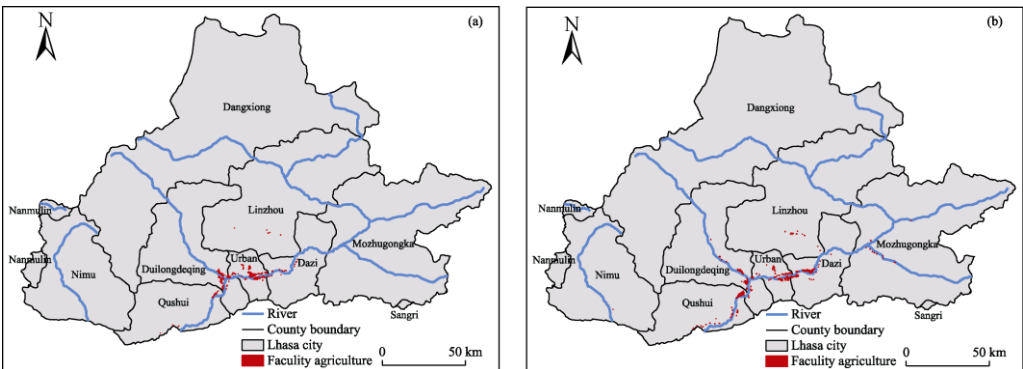 N
(a)
Dangxiong
Nanmulin
Linzhou
Mozhugongka
Nanmulin
Nimu
Duilongdeqing
Urban
Dazi
Qushui
Sangri
River
County boundary
Lhasa city
Faculity agriculture
0
50 km
N
(b)
Dangxiong
Nanmulin
Linzhou
Mozhugongka
Nanmulin
Nimu
Duilongdeqing
Urban
Dazi
Qushui
Sangri
River
County boundary
Lhasa city
Faculity agriculture
0
50 km